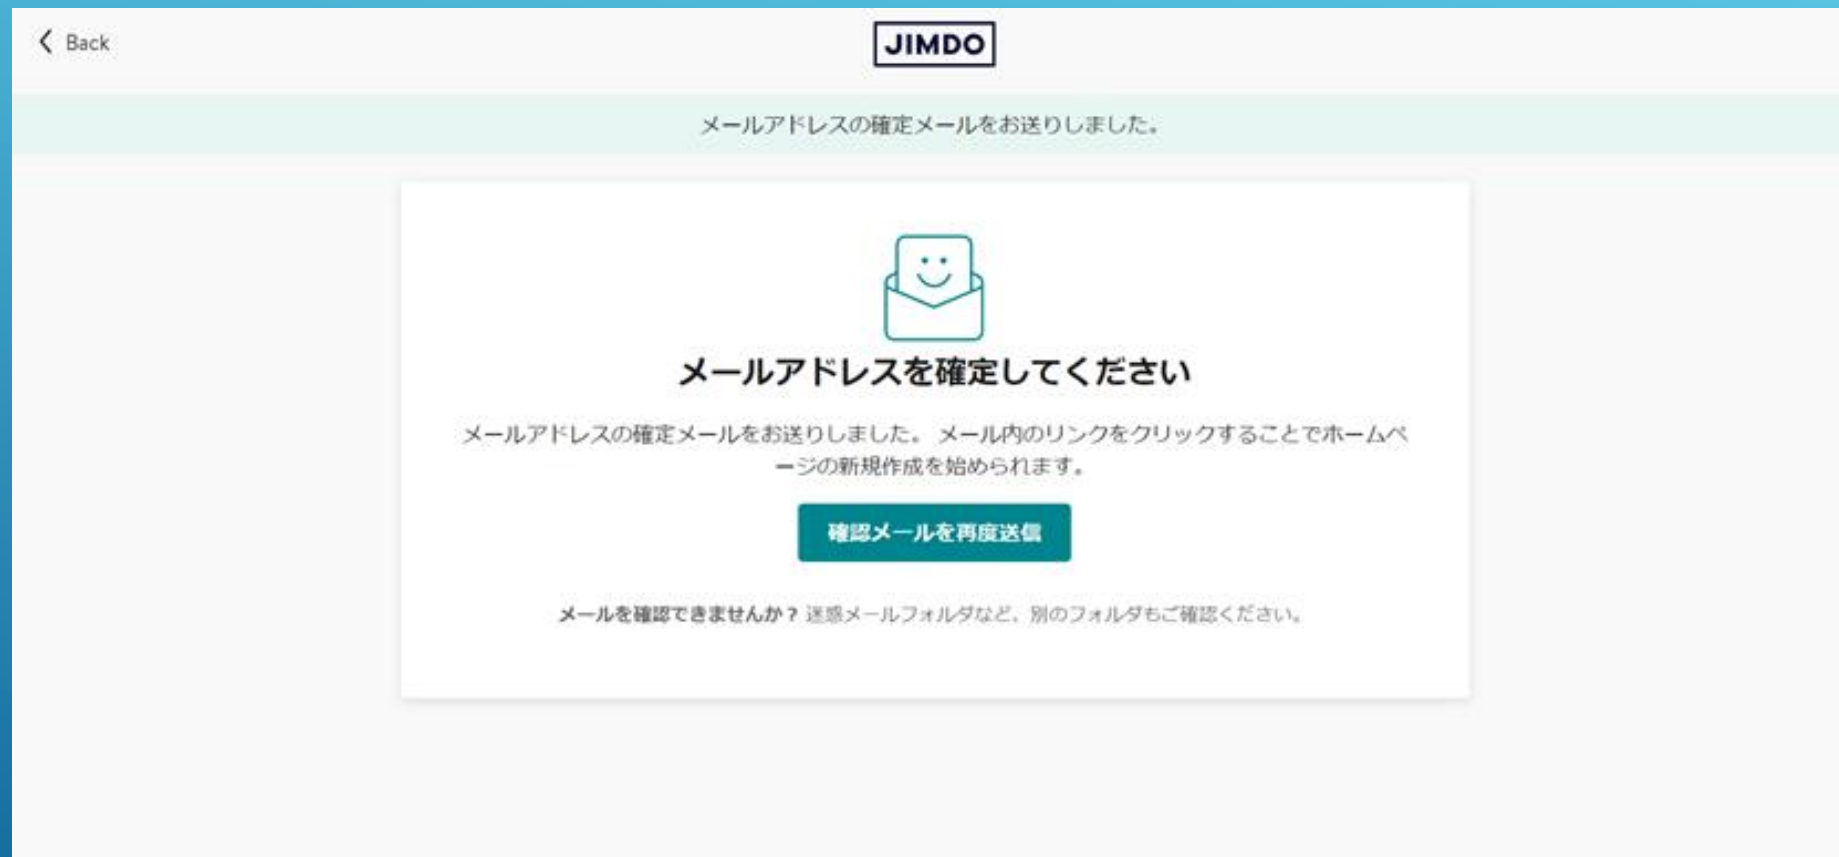 Back
JIMDO
メールアドレスの確定メールをお送りしました。
メールアドレスを確定してください
メールアドレスの確定メールをお送りしました。 メール内のリンクをクリックすることでホームペ
ージの新規作成を始められます。
確認メールを再度送信
メールを確認できませんか？ 迷惑メールフォルダなど、別のフォルダもご確認ください。